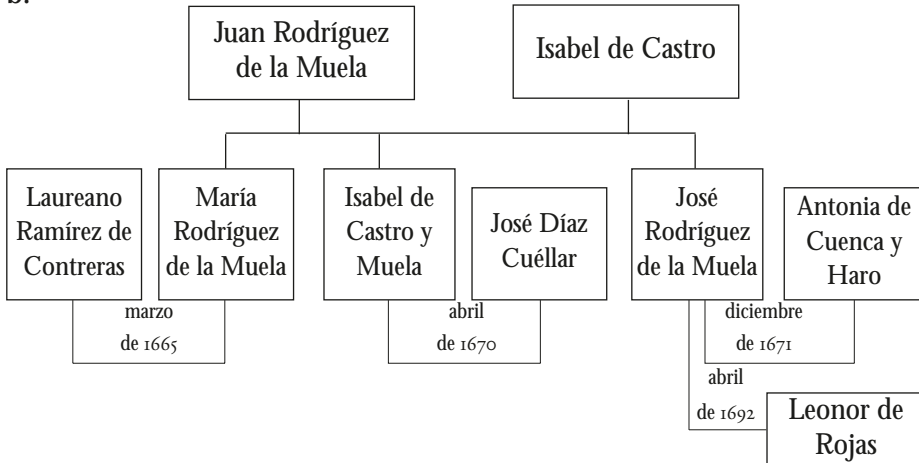 b.
Juan Rodríguez
de la Muela
Isabel de Castro
Laureano
Ramírez de
Contreras
María
Rodríguez
de la Muela
Isabel de
Castro y
Muela
José Díaz
Cuéllar
José
Rodríguez
de la Muela
Antonia de
Cuenca y
Haro
marzo
de 1665
abril
de 1670
diciembre
de 1671
abril
de 1692
Leonor de
Rojas